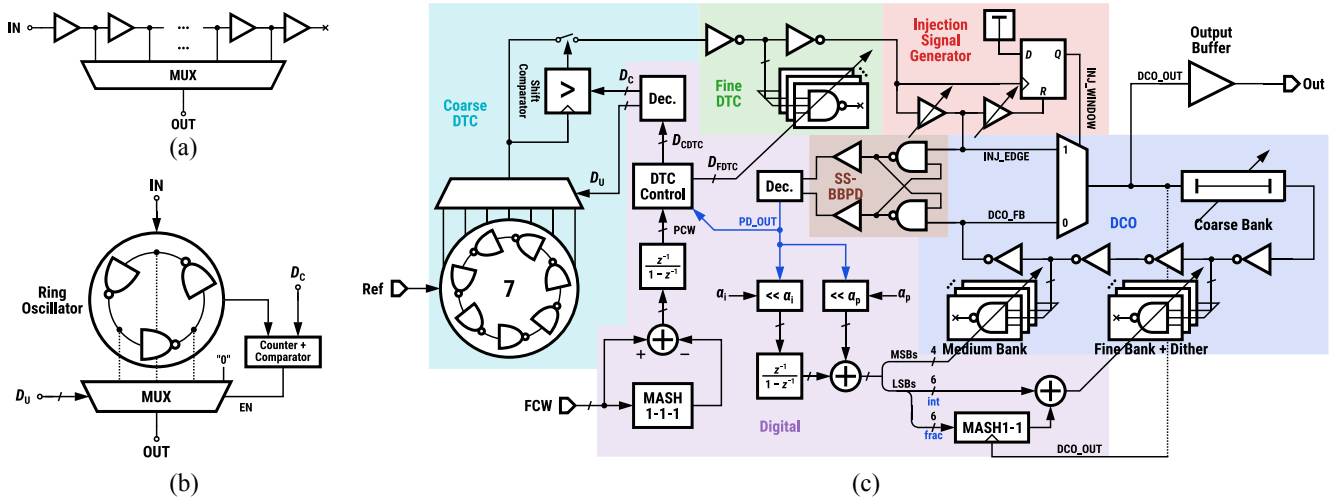 IN
...
...
MUX
OUT
(a)
IN
Ring
Oscillator
D_C
Counter +
Comparator
"0"
D_U
MUX
EN
OUT
(b)
Coarse
DTC
Shift
Comparator
>
D_C
Dec.
D_CDTC
D_U
DTC
Control
D_FDTC
PCW
z⁻¹
1 − z⁻¹
7
Ref
+
−
FCW
MASH
1-1-1
Fine
DTC
Injection
Signal
Generator
D
Q
R
INJ_WINDOW
SS-
BBPD
Dec.
PD_OUT
INJ_EDGE
DCO_FB
1
0
DCO_OUT
Output
Buffer
Out
DCO
Coarse Bank
Medium Bank
Fine Bank + Dither
a_i
<< a_i
<< a_p
a_p
z⁻¹
1 − z⁻¹
MSBs
4
LSBs
6
int
6
frac
MASH1-1
DCO_OUT
Digital
(c)